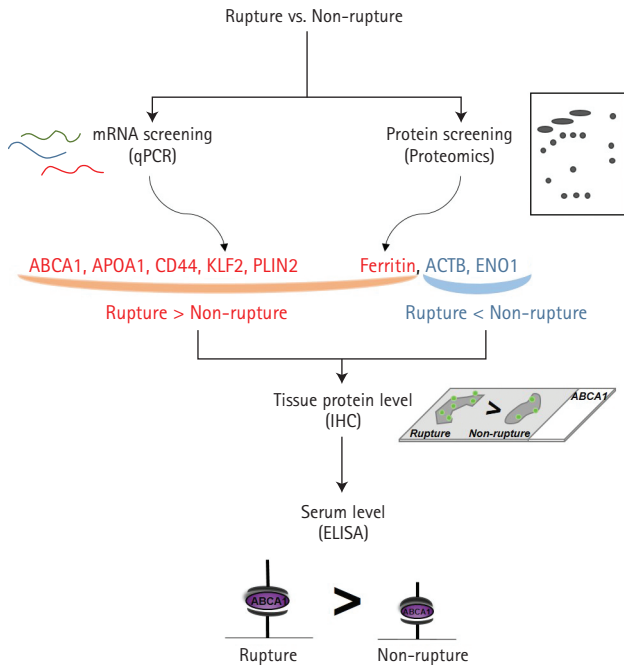 Rupture vs. Non-rupture
mRNA screening
(qPCR)
Protein screening
(Proteomics)
ABCA1, APOA1, CD44, KLF2, PLIN2
Ferritin, ACTB, ENO1
Rupture > Non-rupture
Rupture < Non-rupture
Tissue protein level
(IHC)
ABCA1
>
Rupture
Non-rupture
Serum level
(ELISA)
ABCA1
>
ABCA1
Rupture
Non-rupture